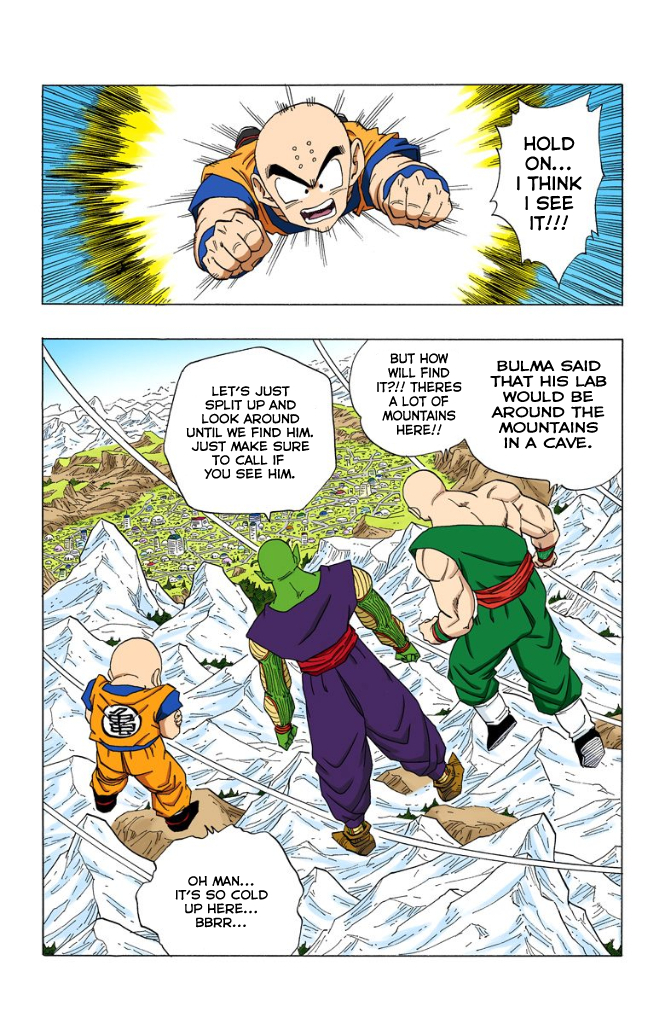 HOLD
ON...
I THINK
I SEE
IT!!!
LET'S JUST
SPLIT UP AND
LOOK AROUND
UNTIL WE FIND HIM.
JUST MAKE SURE
TO CALL IF
YOU SEE HIM.
BUT HOW
WILL FIND
IT?!! THERES
A LOT OF
MOUNTAINS
HERE!!
BULMA SAID
THAT HIS LAB
WOULD BE
AROUND THE
MOUNTAINS
IN A CAVE.
亀
OH MAN...
IT'S SO COLD
UP HERE...
BBRR...